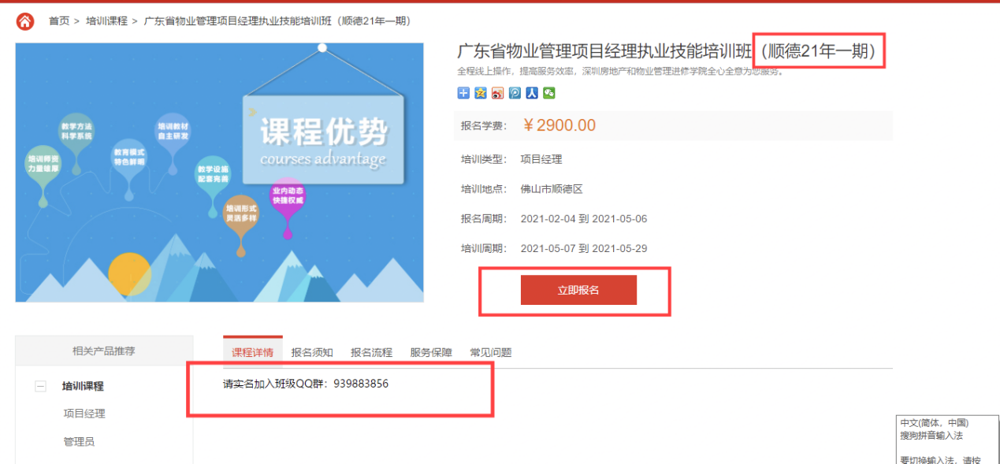 首页 > 培训课程 > 广东省物业管理项目经理执业技能培训班（顺德21年一期）
广东省物业管理项目经理执业技能培训班（顺德21年一期）
全程线上操作，提高服务效率，深圳房地产和物业管理进修学院全心全意为您服务。
报名学费： ￥2900.00
培训类型： 项目经理
培训地点： 佛山市顺德区
报名周期： 2021-02-04 到 2021-05-06
培训周期： 2021-05-07 到 2021-05-29
立即报名
课程优势
courses advantage
教学方法
科学系统
培训教材
自主研发
培训师资
力量雄厚
教育模式
特色鲜明
教学设施
配套完善
业内动态
快捷权威
培训形式
灵活多样
相关产品推荐
培训课程
项目经理
管理员
课程详情 报名须知 报名流程 服务保障 常见问题
请实名加入班级QQ群：939883856
中文(简体，中国)
搜狗拼音输入法
要切换输入法，请按